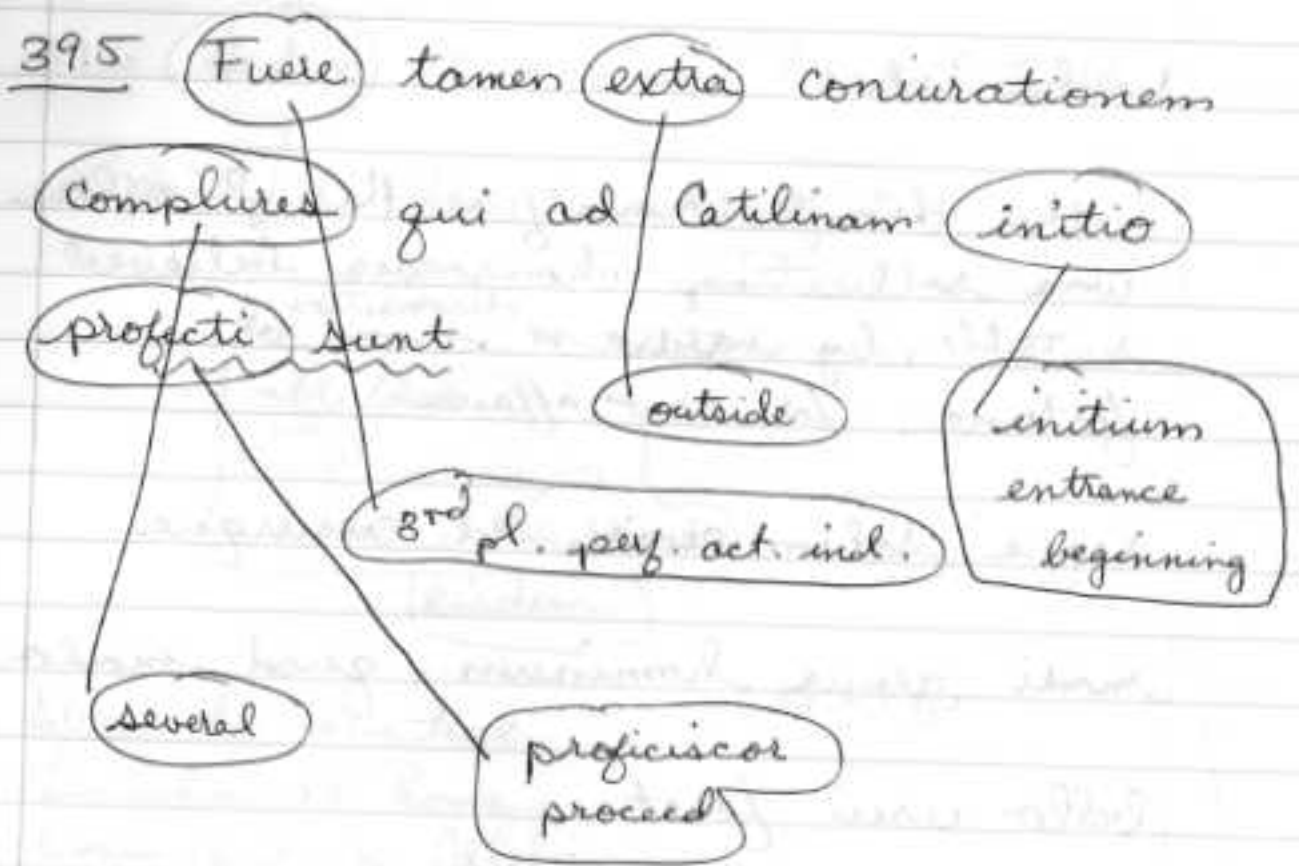 39.5 Fuere tamen extra coniurationem
complures qui ad Catilinam initio
profecti sunt.
outside
initium
entrance
beginning
3rd pl. perf. act. ind.
several
proficiscor
proceed